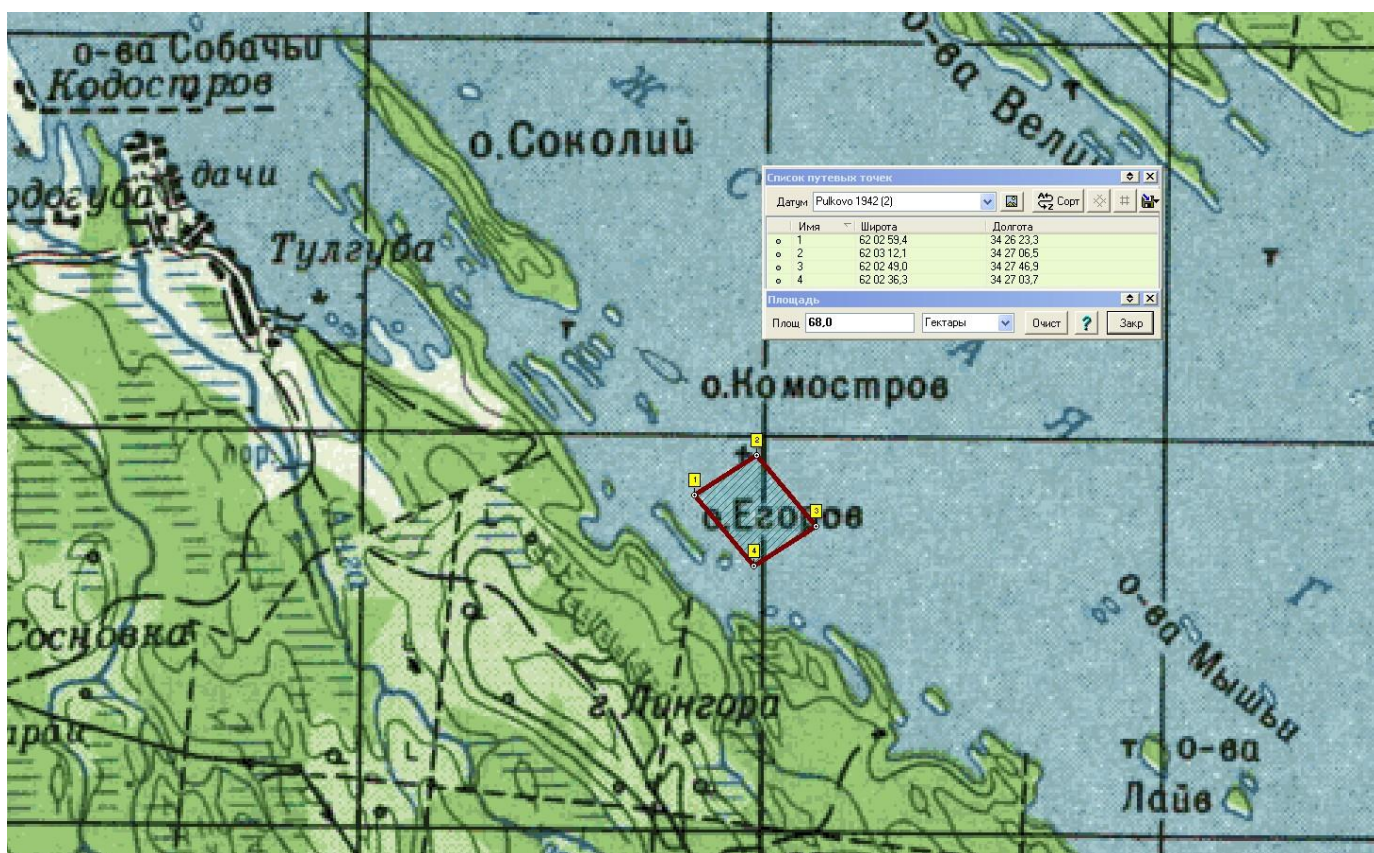 о-ва Собачьи
Кодостров
дачи
Тулгуба
о.Соколий
о-ва
Ж
С
А
Я
Г
Список путевых точек
Датум Pulkovo 1942 (2) Сорт
Имя Широта Долгота
1 62 02 59,4 34 26 23,3
2 62 03 12,1 34 27 06,5
3 62 02 49,0 34 27 46,9
4 62 02 36,3 34 27 03,7
Площадь
Площ 68,0 Гектары Очист ? Закр
т
т
т
о.Комостров
пор.
1
2
3
4
о.Егоров
L
L
L
L
Сосновка
г. Лингора
о-ва Мышьи
т о-ва
Лайв